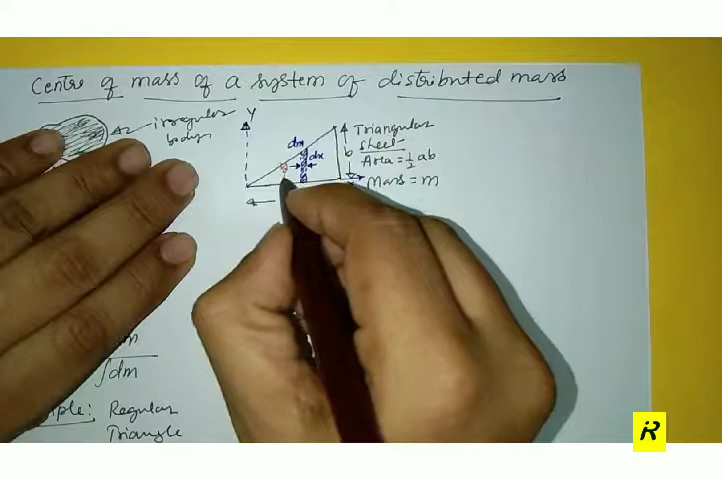 Centre of mass of a system of distributed mass
irregular
body
Y
dm
dx
b
Triangular
Sheet
Area = ½ ab
Mass = m
∫dm
Regular
Triangle
iR